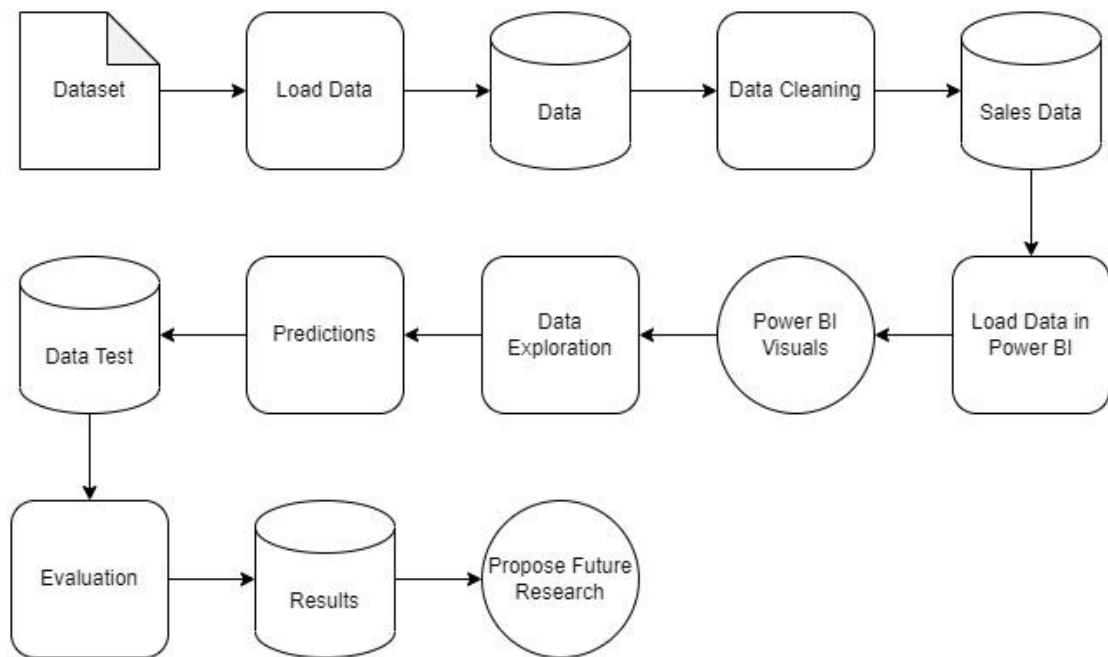 Dataset
Load Data
Data
Data Cleaning
Sales Data
Load Data in
Power BI
Power BI
Visuals
Data
Exploration
Predictions
Data Test
Evaluation
Results
Propose Future
Research